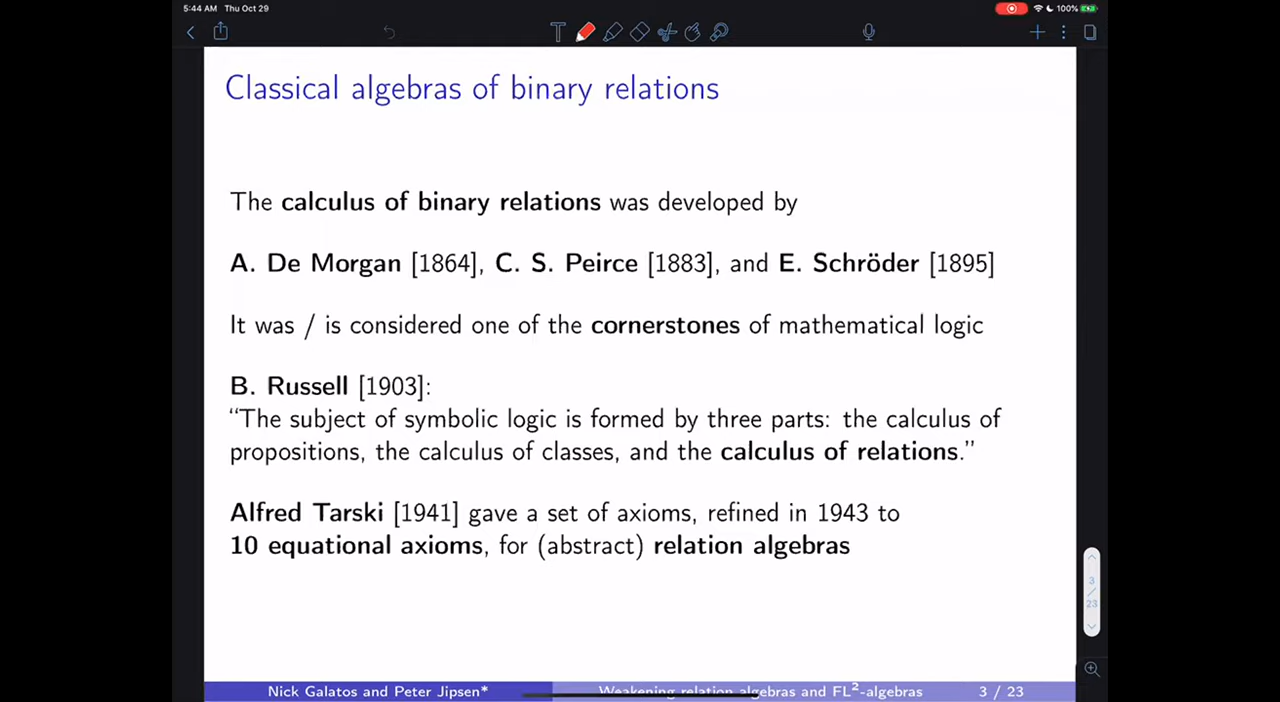 5:44 AM Thu Oct 29
100%
Classical algebras of binary relations
The calculus of binary relations was developed by
A. De Morgan [1864], C. S. Peirce [1883], and E. Schröder [1895]
It was / is considered one of the cornerstones of mathematical logic
B. Russell [1903]:
“The subject of symbolic logic is formed by three parts: the calculus of
propositions, the calculus of classes, and the calculus of relations.”
Alfred Tarski [1941] gave a set of axioms, refined in 1943 to
10 equational axioms, for (abstract) relation algebras
3
/
23
Nick Galatos and Peter Jipsen* Weakening relation algebras and FL²-algebras 3 / 23